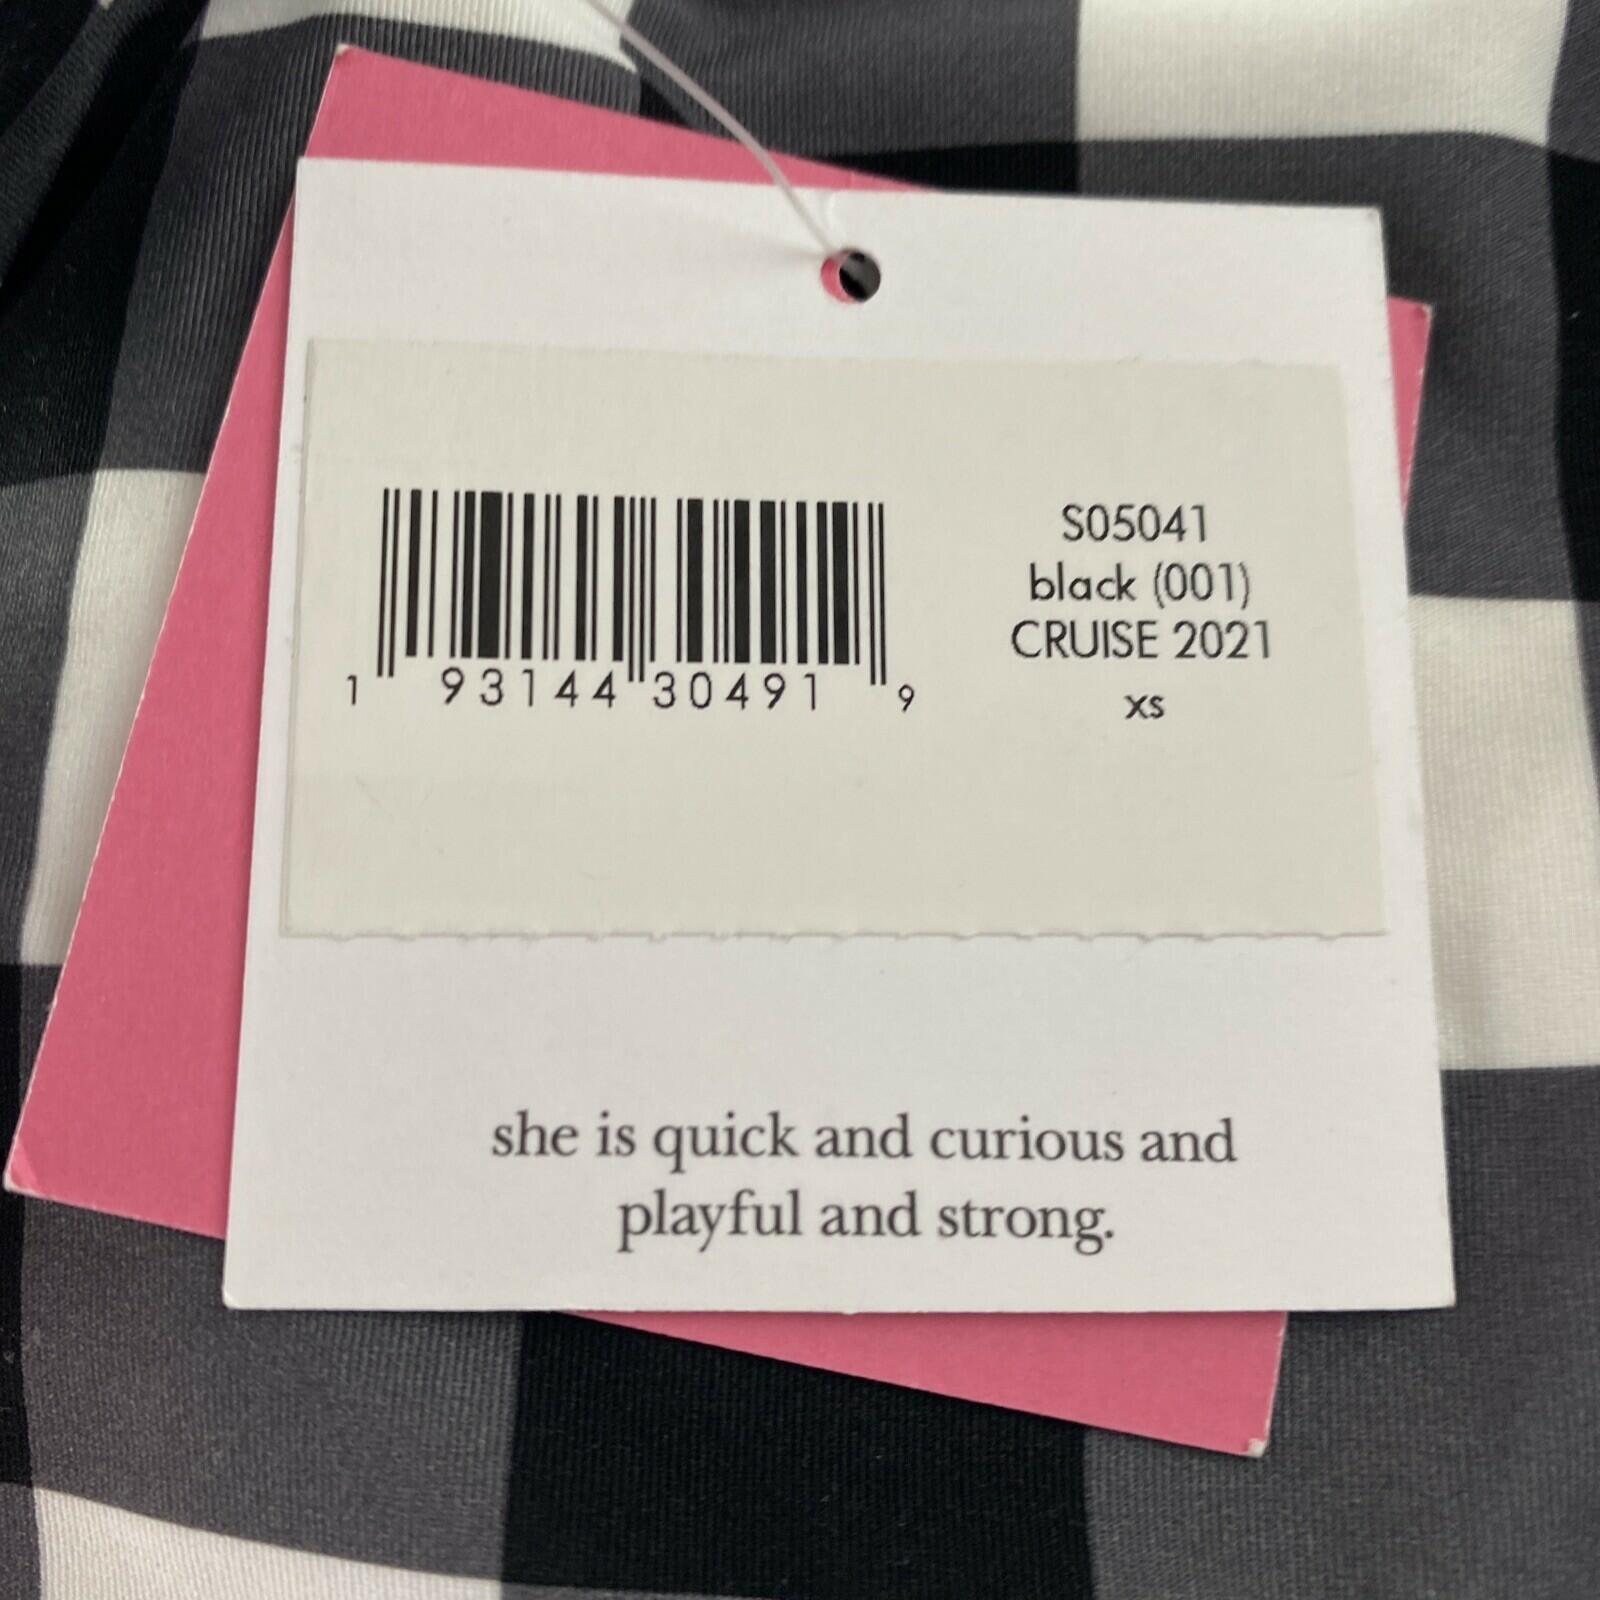 S05041
black (001)
CRUISE 2021
xs
1 93144 30491 9
she is quick and curious and
playful and strong.